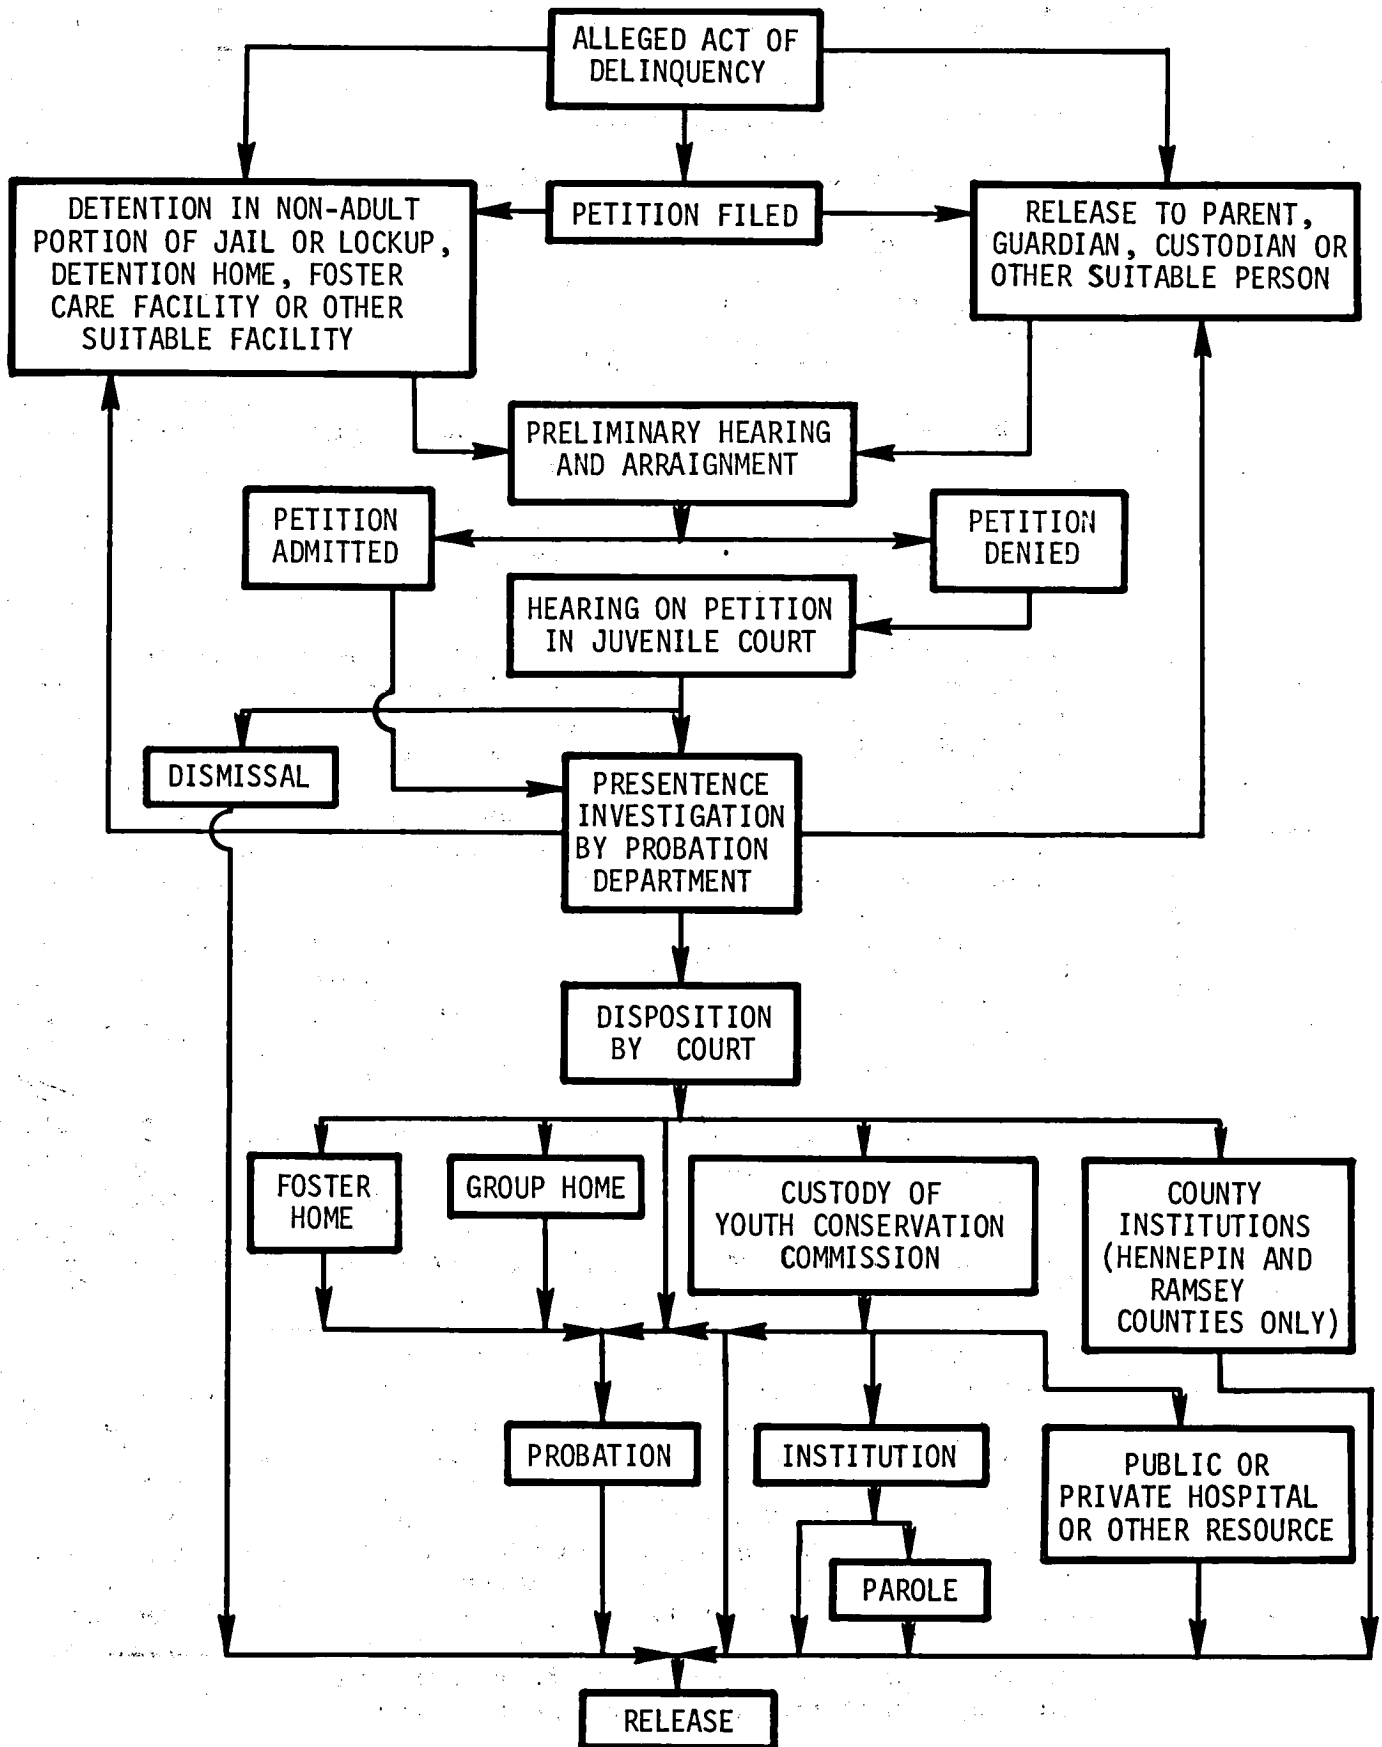 ALLEGED ACT OF
DELINQUENCY
DETENTION IN NON-ADULT
PORTION OF JAIL OR LOCKUP,
DETENTION HOME, FOSTER
CARE FACILITY OR OTHER
SUITABLE FACILITY
PETITION FILED
RELEASE TO PARENT,
GUARDIAN, CUSTODIAN OR
OTHER SUITABLE PERSON
PRELIMINARY HEARING
AND ARRAIGNMENT
PETITION
ADMITTED
PETITION
DENIED
HEARING ON PETITION
IN JUVENILE COURT
DISMISSAL
PRESENTENCE
INVESTIGATION
BY PROBATION
DEPARTMENT
DISPOSITION
BY COURT
FOSTER
HOME
GROUP HOME
CUSTODY OF
YOUTH CONSERVATION
COMMISSION
COUNTY
INSTITUTIONS
(HENNEPIN AND
RAMSEY
COUNTIES ONLY)
PROBATION
INSTITUTION
PUBLIC OR
PRIVATE HOSPITAL
OR OTHER RESOURCE
PAROLE
RELEASE